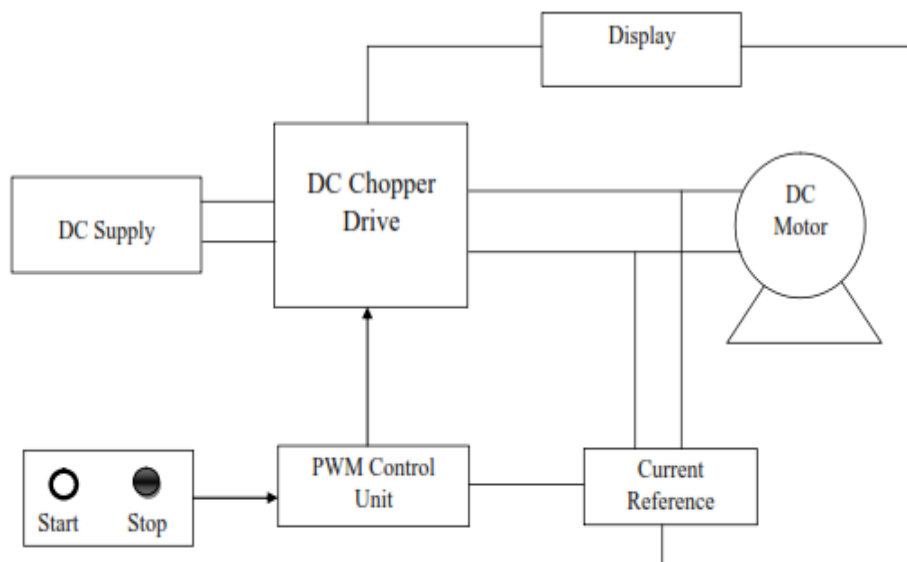 Display
DC Chopper
Drive
DC
Motor
DC Supply
PWM Control
Unit
Current
Reference
Start
Stop